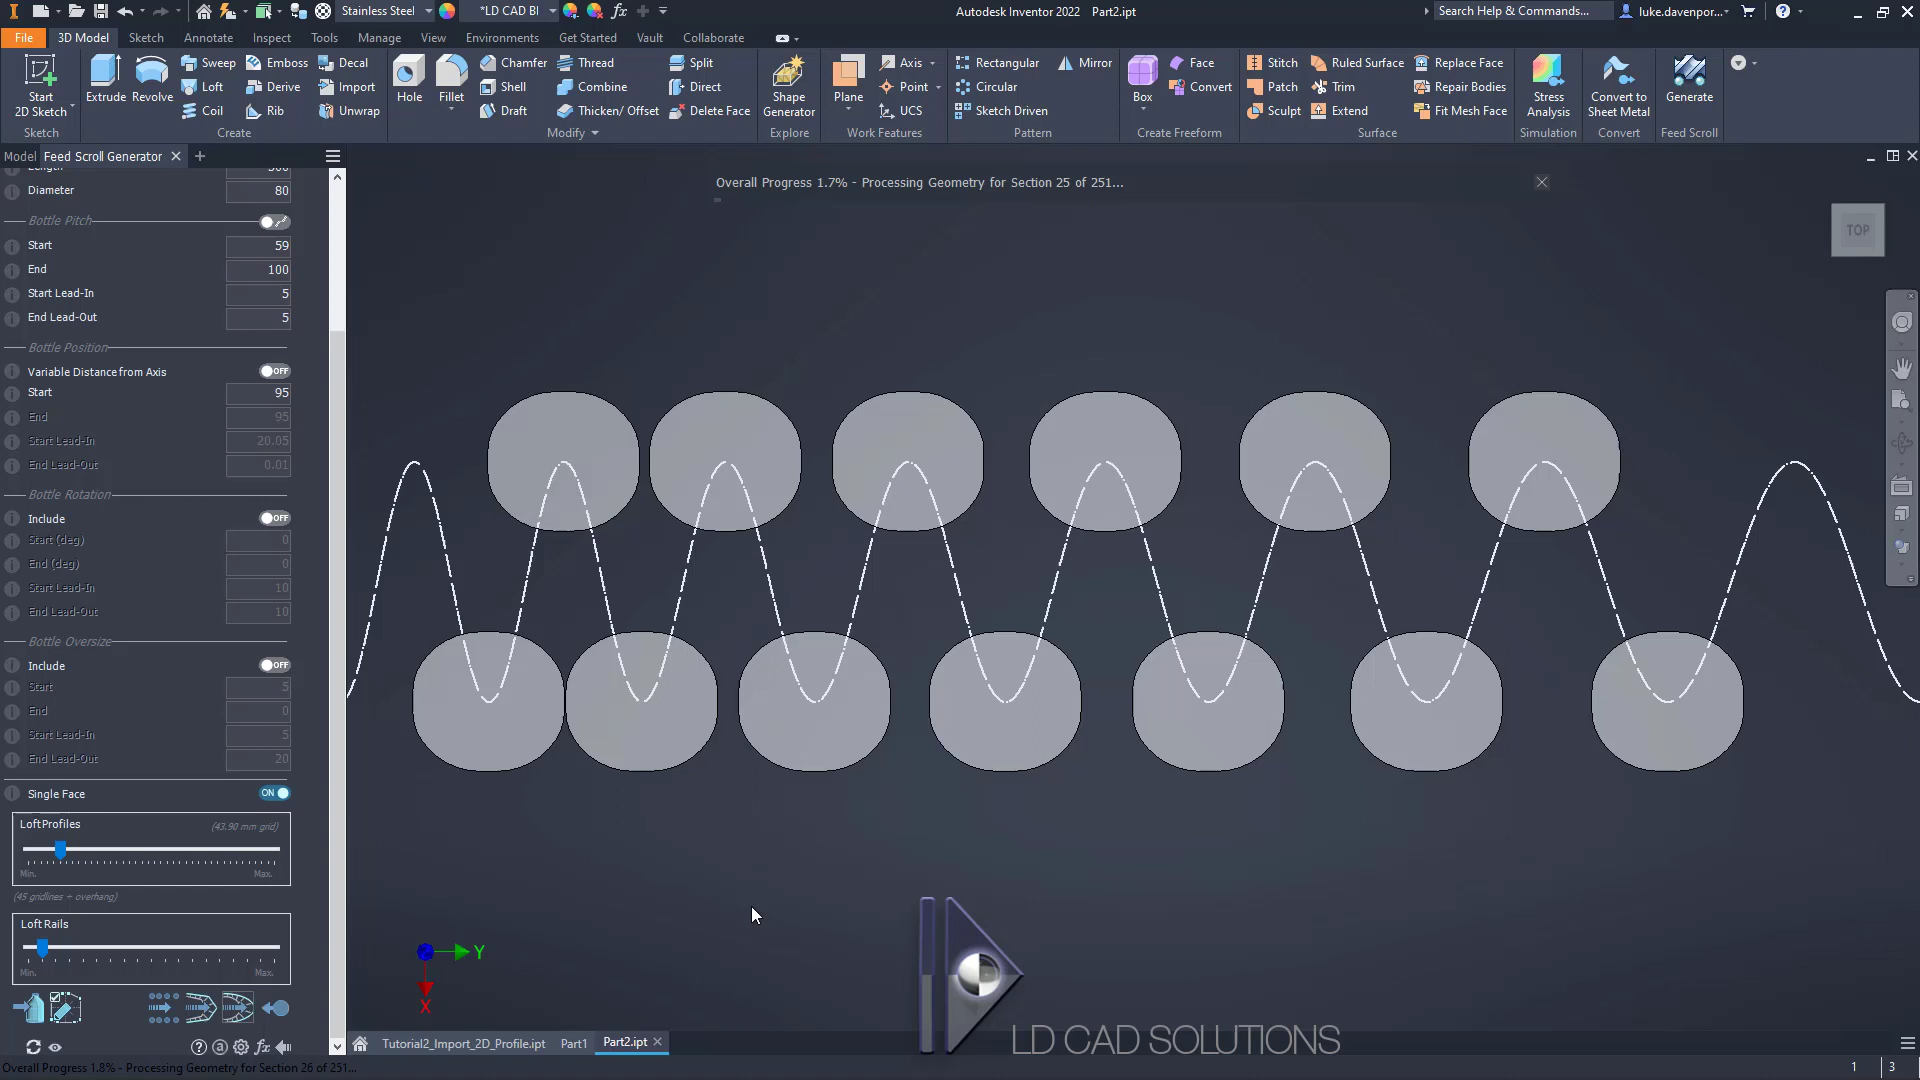 Stainless Steel
*LD CAD Bl
Autodesk Inventor 2022 Part2.ipt
Search Help & Commands...
luke.davenpor...
File
3D Model
Sketch
Annotate
Inspect
Tools
Manage
View
Environments
Get Started
Vault
Collaborate
Start
2D Sketch
Extrude
Revolve
Sweep
Loft
Coil
Emboss
Derive
Rib
Decal
Import
Unwrap
Hole
Fillet
Chamfer
Shell
Draft
Thread
Combine
Thicken/ Offset
Split
Direct
Delete Face
Shape
Generator
Plane
Axis
Point
UCS
Rectangular
Circular
Sketch Driven
Mirror
Box
Face
Convert
Stitch
Patch
Sculpt
Ruled Surface
Trim
Extend
Replace Face
Repair Bodies
Fit Mesh Face
Stress
Analysis
Convert to
Sheet Metal
Generate
Sketch
Create
Modify
Explore
Work Features
Pattern
Create Freeform
Surface
Simulation
Convert
Feed Scroll
Model
Feed Scroll Generator
Overall Progress 1.7% - Processing Geometry for Section 25 of 251...
TOP
Diameter 80
Bottle Pitch
Start 59
End 100
Start Lead-In 5
End Lead-Out 5
Bottle Position
Variable Distance from Axis OFF
Start 95
End 95
Start Lead-In 20.05
End Lead-Out 0.01
Bottle Rotation
Include OFF
Start (deg) 0
End (deg) 0
Start Lead-In 10
End Lead-Out 10
Bottle Oversize
Include OFF
Start 5
End 0
Start Lead-In 5
End Lead-Out 20
Single Face ON
Loft Profiles (43.90 mm grid)
Min. Max.
(45 gridlines + overhang)
Loft Rails
Min. Max.
Y
X
LD CAD SOLUTIONS
Tutorial2_Import_2D_Profile.ipt
Part1
Part2.ipt
Overall Progress 1.8% - Processing Geometry for Section 26 of 251...
1 3